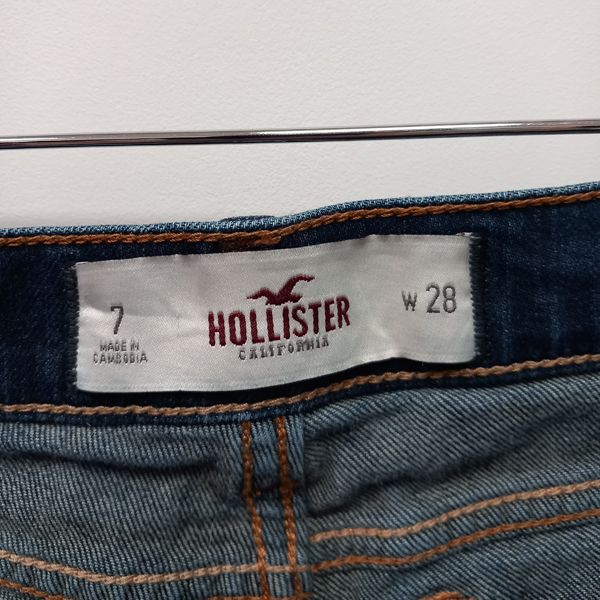 7
MADE IN
CAMBODIA
HOLLISTER
CALIFORNIA
W 28